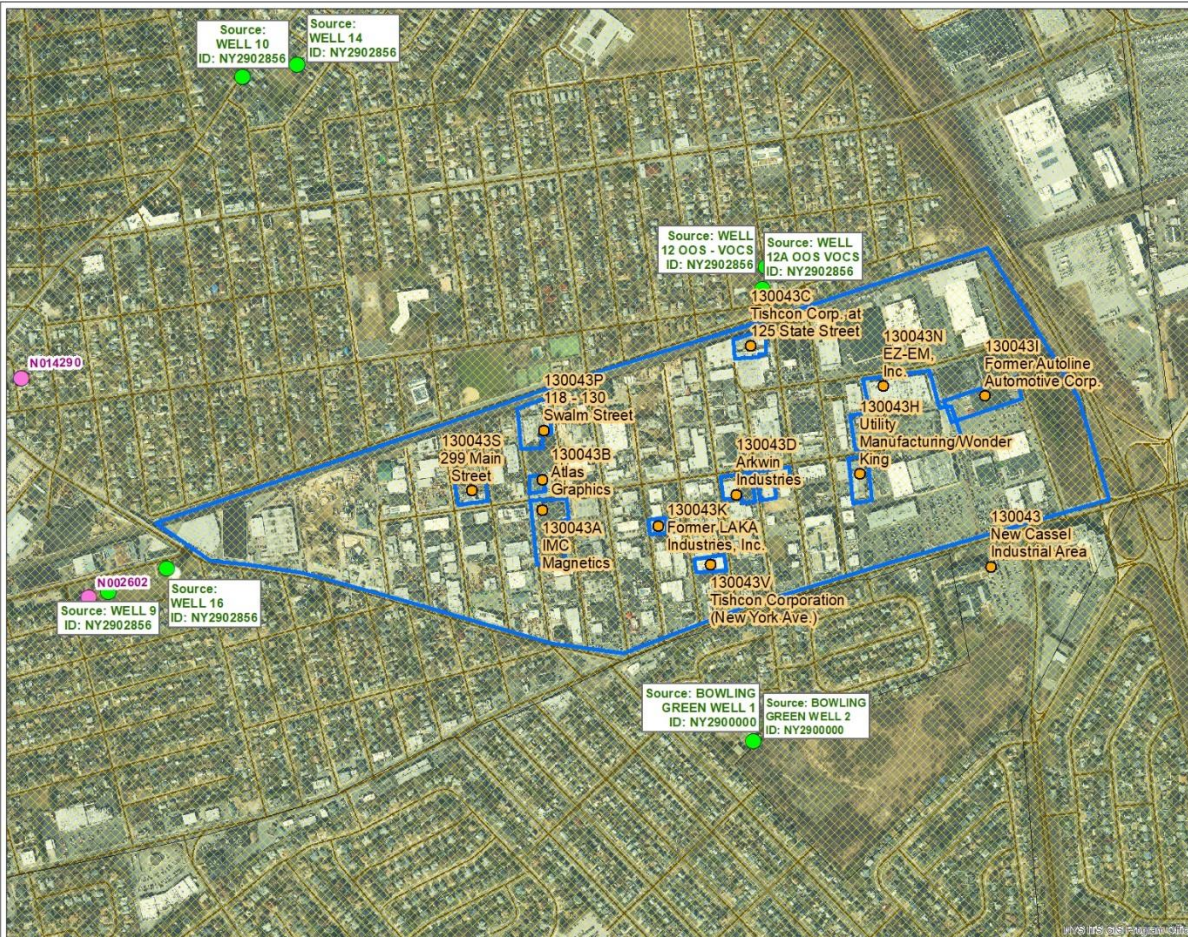 Source:
WELL 10
ID: NY2902856
Source:
WELL 14
ID: NY2902856
Source: WELL
12 OOS - VOCS
ID: NY2902856
Source: WELL
12A OOS VOCS
ID: NY2902856
130043C
Tishcon Corp. at
125 State Street
130043N
EZ-EM,
Inc.
130043I
Former Autoline
Automotive Corp.
N014290
130043P
118 - 130
Swalm Street
130043H
Utility
Manufacturing/Wonder
King
130043S
299 Main
Street
130043B
Atlas
Graphics
130043D
Arkwin
Industries
130043A
IMC
Magnetics
130043K
Former LAKA
Industries, Inc.
130043
New Cassel
Industrial Area
130043V
Tishcon Corporation
(New York Ave.)
N002602
Source: WELL 9
ID: NY2902856
Source:
WELL 16
ID: NY2902856
Source: BOWLING
GREEN WELL 1
ID: NY2900000
Source: BOWLING
GREEN WELL 2
ID: NY2900000
NYS ITS GIS Program Office